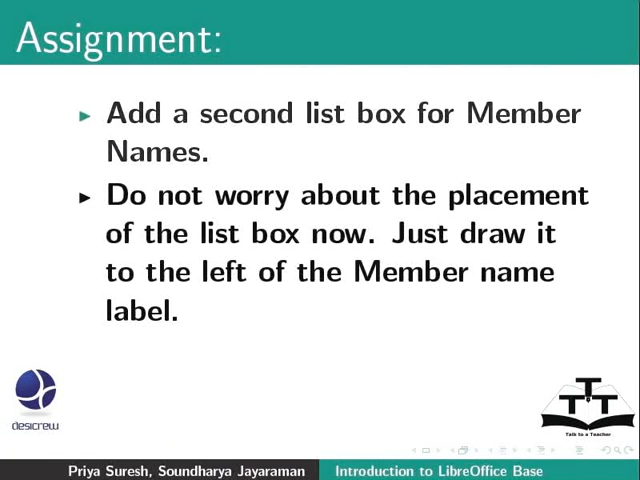 Assignment:
Add a second list box for Member
Names.
Do not worry about the placement
of the list box now. Just draw it
to the left of the Member name
label.
desicrew
TTT
Talk to a Teacher
Priya Suresh, Soundharya Jayaraman Introduction to LibreOffice Base